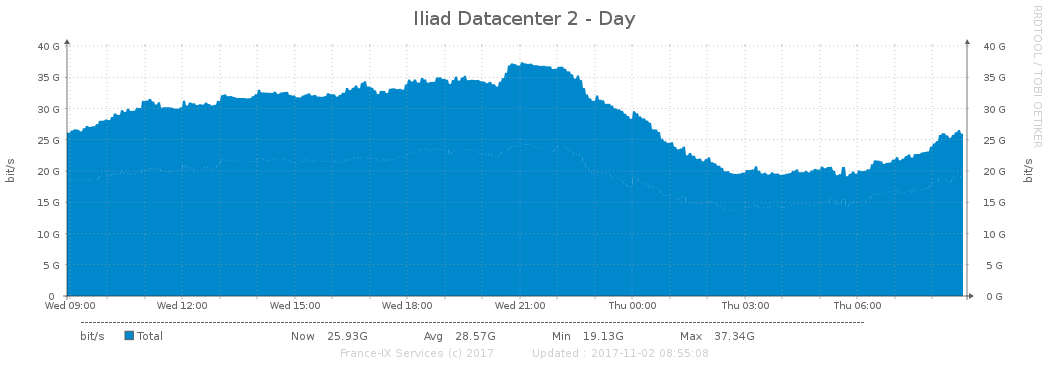 Iliad Datacenter 2 - Day
RRDTOOL / TOBI OETIKER
40 G 40 G
35 G 35 G
30 G 30 G
25 G 25 G
20 G 20 G
15 G 15 G
10 G 10 G
5 G 5 G
0 0 G
bit/s bit/s
Wed 09:00 Wed 12:00 Wed 15:00 Wed 18:00 Wed 21:00 Thu 00:00 Thu 03:00 Thu 06:00
bit/s Total Now 25.93G Avg 28.57G Min 19.13G Max 37.34G
France-IX Services (c) 2017 Updated : 2017-11-02 08:55:08